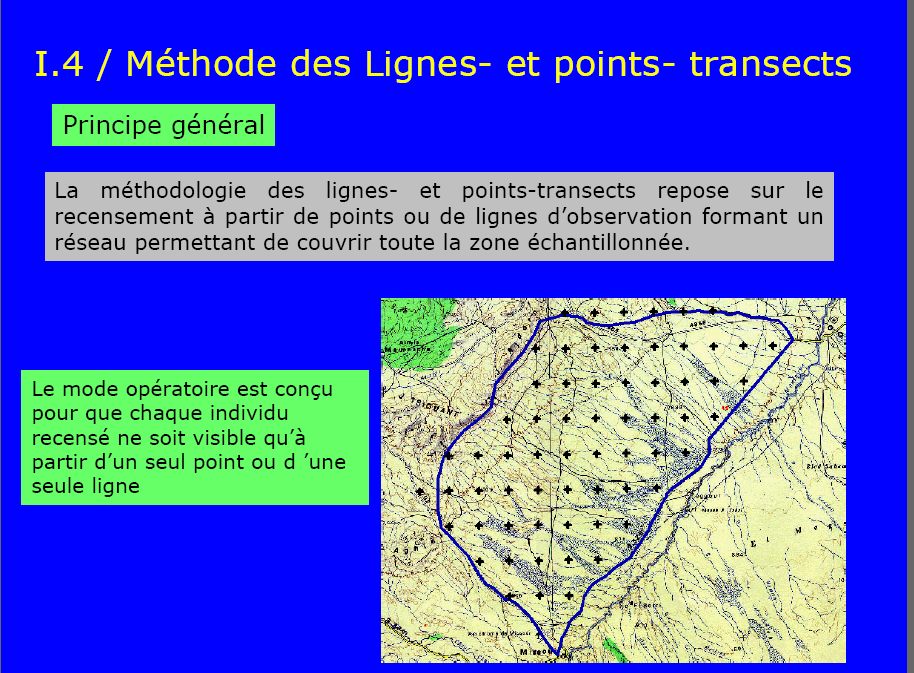 I.4 / Méthode des Lignes- et points- transects
Principe général
La méthodologie des lignes- et points-transects repose sur le
recensement à partir de points ou de lignes d’observation formant un
réseau permettant de couvrir toute la zone échantillonnée.
Le mode opératoire est conçu
pour que chaque individu
recensé ne soit visible qu’à
partir d’un seul point ou d ’une
seule ligne